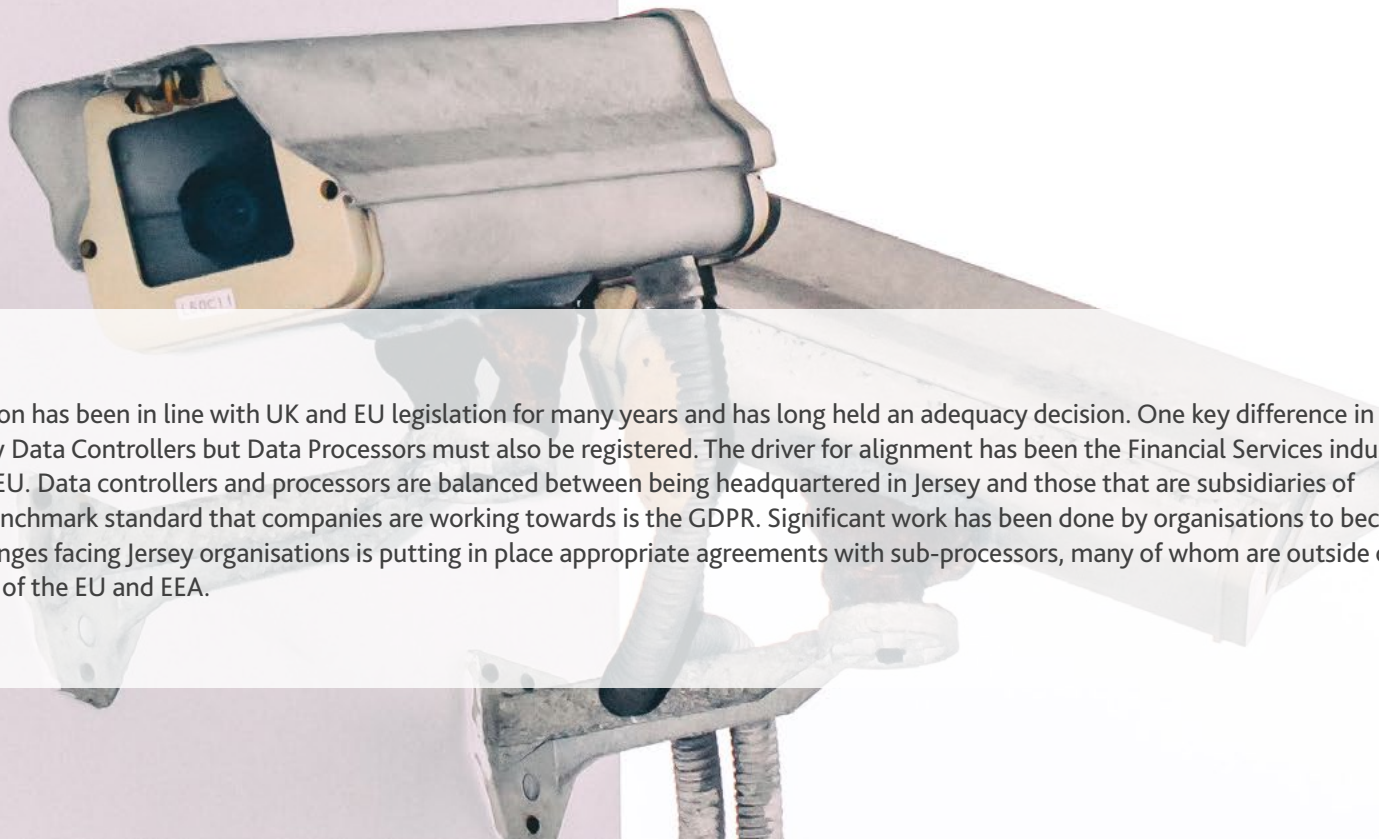 on has been in line with UK and EU legislation for many years and has long held an adequacy decision. One key difference in
Data Controllers but Data Processors must also be registered. The driver for alignment has been the Financial Services
EU. Data controllers and processors are balanced between being headquartered in Jersey and those that are subsidiaries of
standard that companies are working towards is the GDPR. Significant work has been done by organisations to
facing Jersey organisations is putting in place appropriate agreements with sub-processors, many of whom are outside
of the EU and EEA.